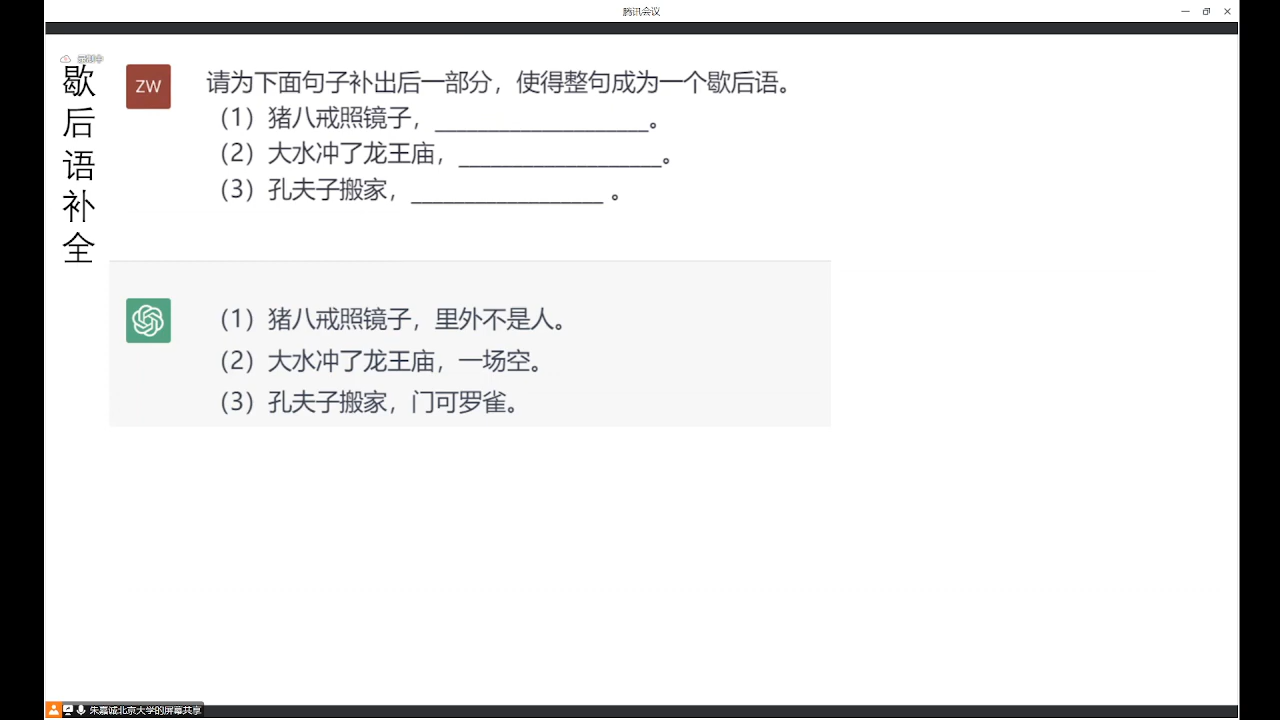 腾讯会议
录制中
歇后语补全
ZW
请为下面句子补出后一部分，使得整句成为一个歇后语。
（1）猪八戒照镜子，__________________。
（2）大水冲了龙王庙，_________________。
（3）孔夫子搬家，________________ 。
（1）猪八戒照镜子，里外不是人。
（2）大水冲了龙王庙，一场空。
（3）孔夫子搬家，门可罗雀。
朱嘉诚北京大学的屏幕共享